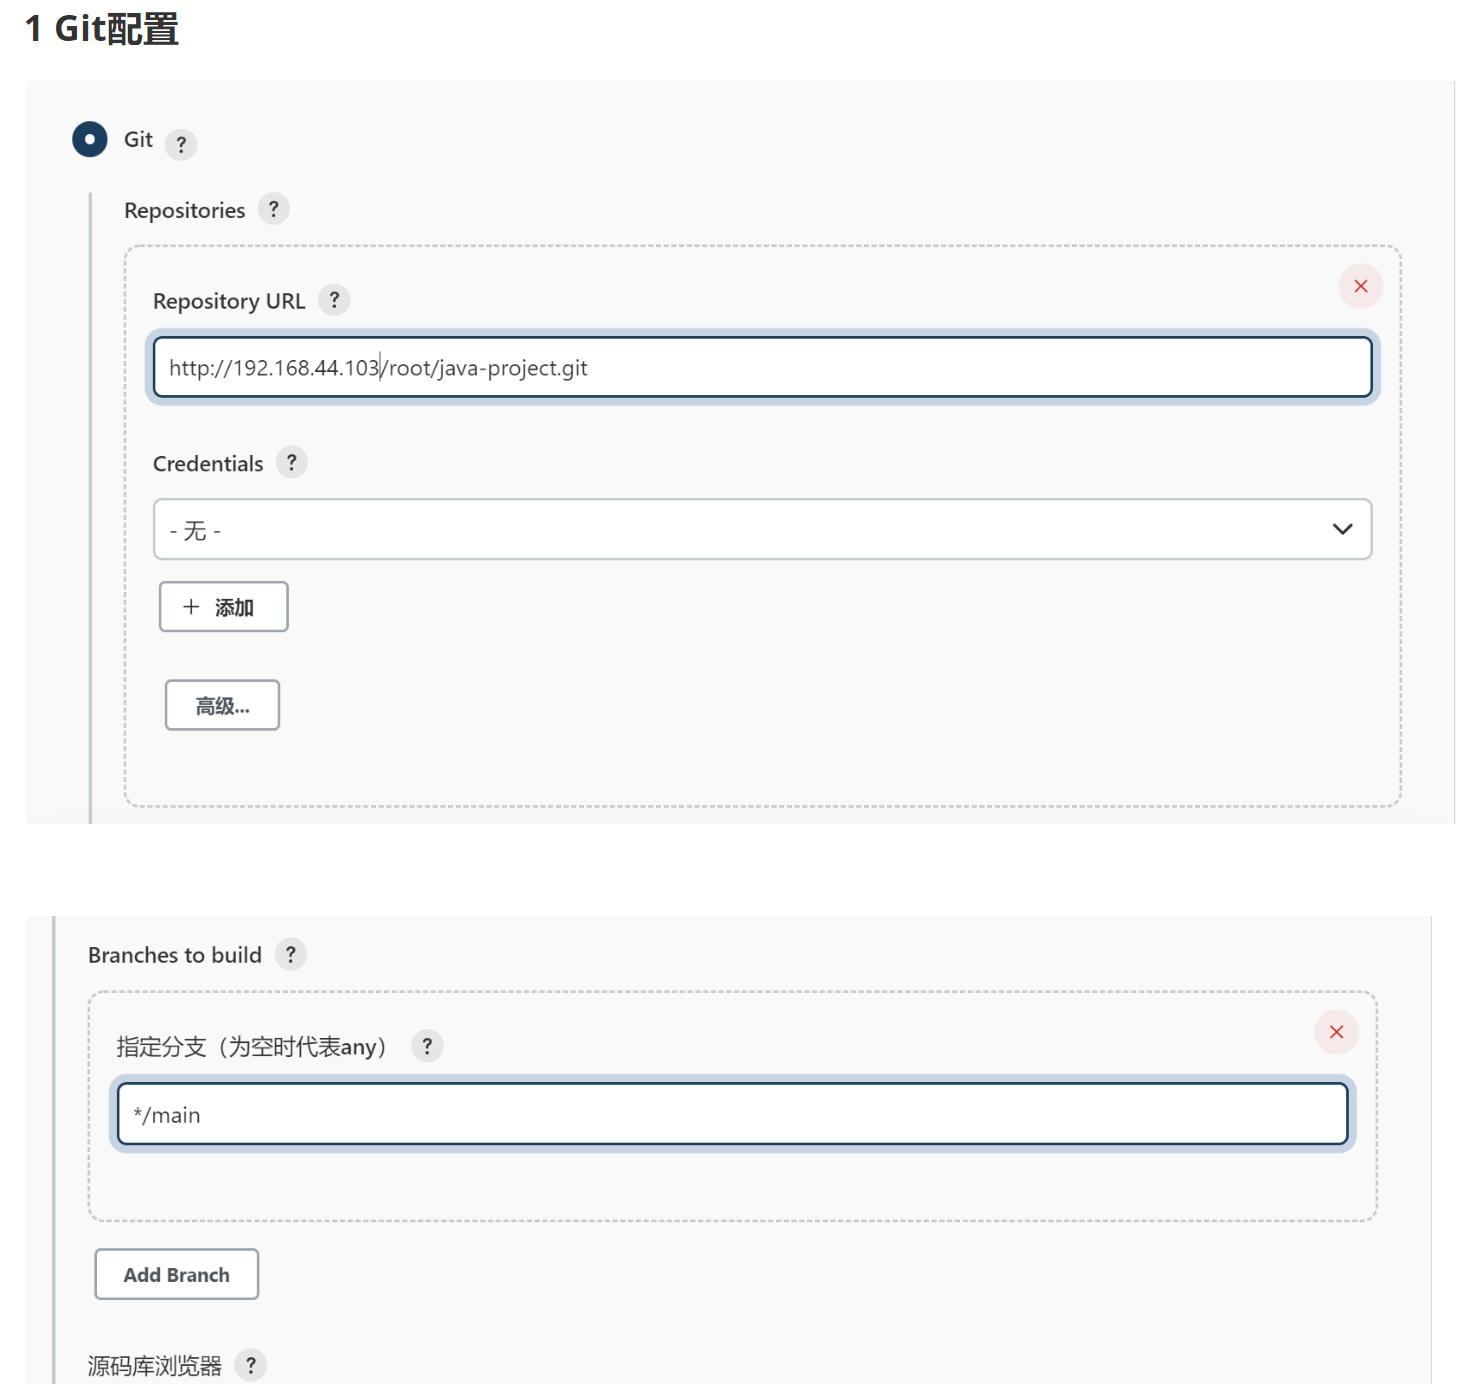 1 Git配置
Git ?
Repositories ?
Repository URL ?
http://192.168.44.103/root/java-project.git
Credentials ?
- 无 -
+ 添加
高级...
Branches to build ?
指定分支（为空时代表any） ?
*/main
Add Branch
源码库浏览器 ?